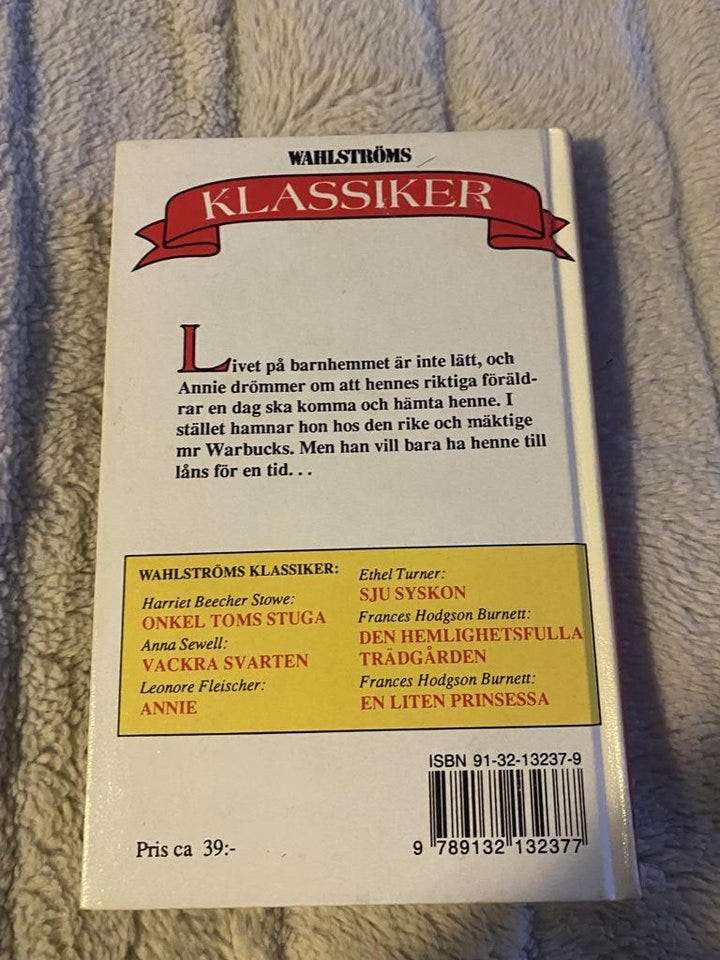 WAHLSTRÖMS
KLASSIKER
Livet på barnhemmet är inte lätt, och
Annie drömmer om att hennes riktiga föräld-
rar en dag ska komma och hämta henne. I
stället hamnar hon hos den rike och mäktige
mr Warbucks. Men han vill bara ha henne till
låns för en tid. . .
WAHLSTRÖMS KLASSIKER:
Harriet Beecher Stowe:
ONKEL TOMS STUGA
Anna Sewell:
VACKRA SVARTEN
Leonore Fleischer:
ANNIE
Ethel Turner:
SJU SYSKON
Frances Hodgson Burnett:
DEN HEMLIGHETSFULLA
TRÄDGÅRDEN
Frances Hodgson Burnett:
EN LITEN PRINSESSA
ISBN 91-32-13237-9
9 789132 132377
Pris ca 39:-